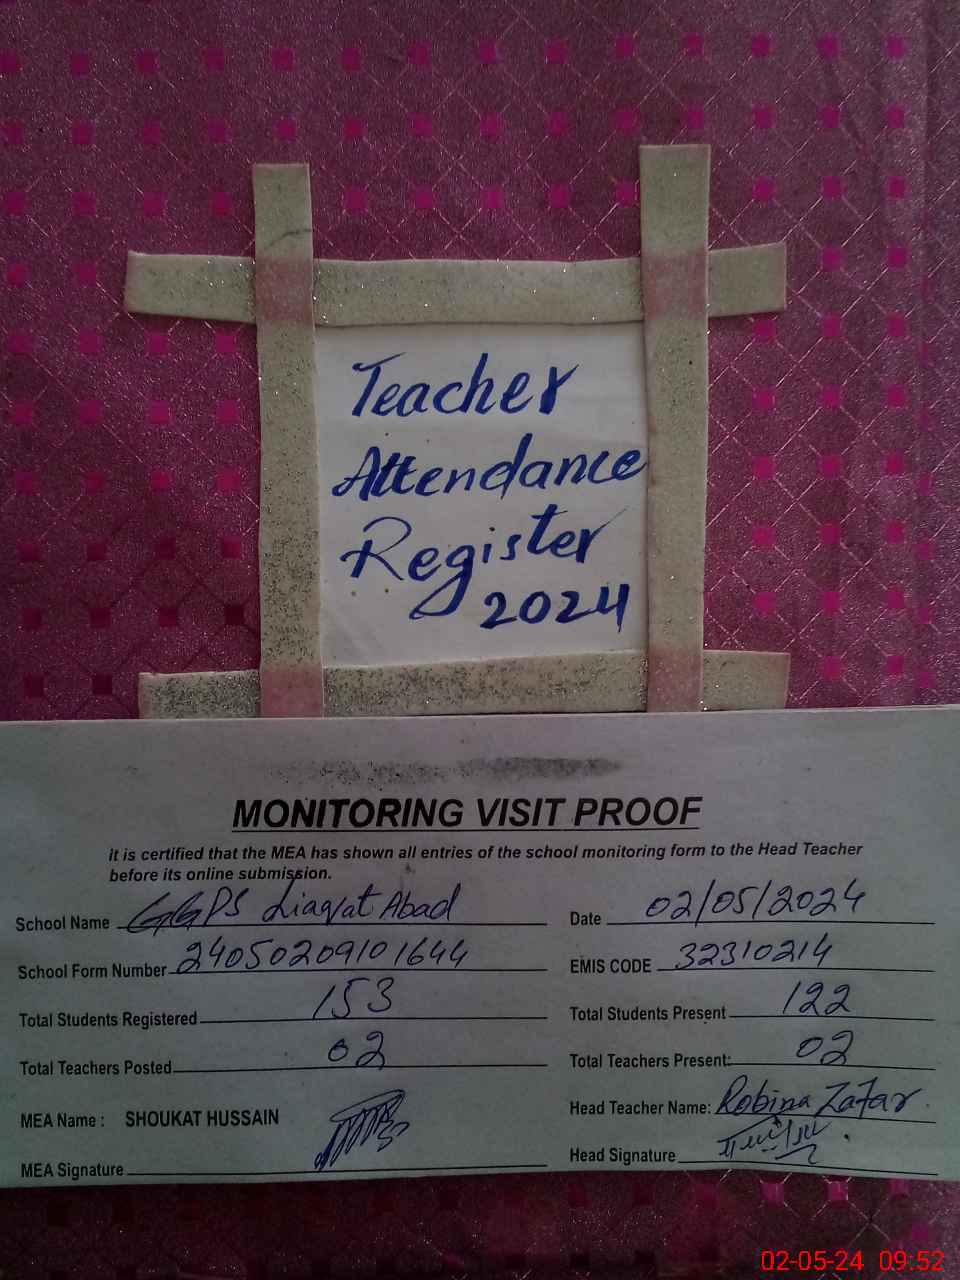 Teacher
Attendance
Register
2024
MONITORING VISIT PROOF
It is certified that the MEA has shown all entries of the school monitoring form to the Head Teacher
before its online submission.
School Name GGPS Liaqat Abad
Date 02/05/2024
School Form Number 24050209101644
EMIS CODE 32310214
Total Students Registered 153
Total Students Present 122
Total Teachers Posted 02
Total Teachers Present: 02
MEA Name : SHOUKAT HUSSAIN
Head Teacher Name: Robina Zafar
MEA Signature
Head Signature
02-05-24 09:52